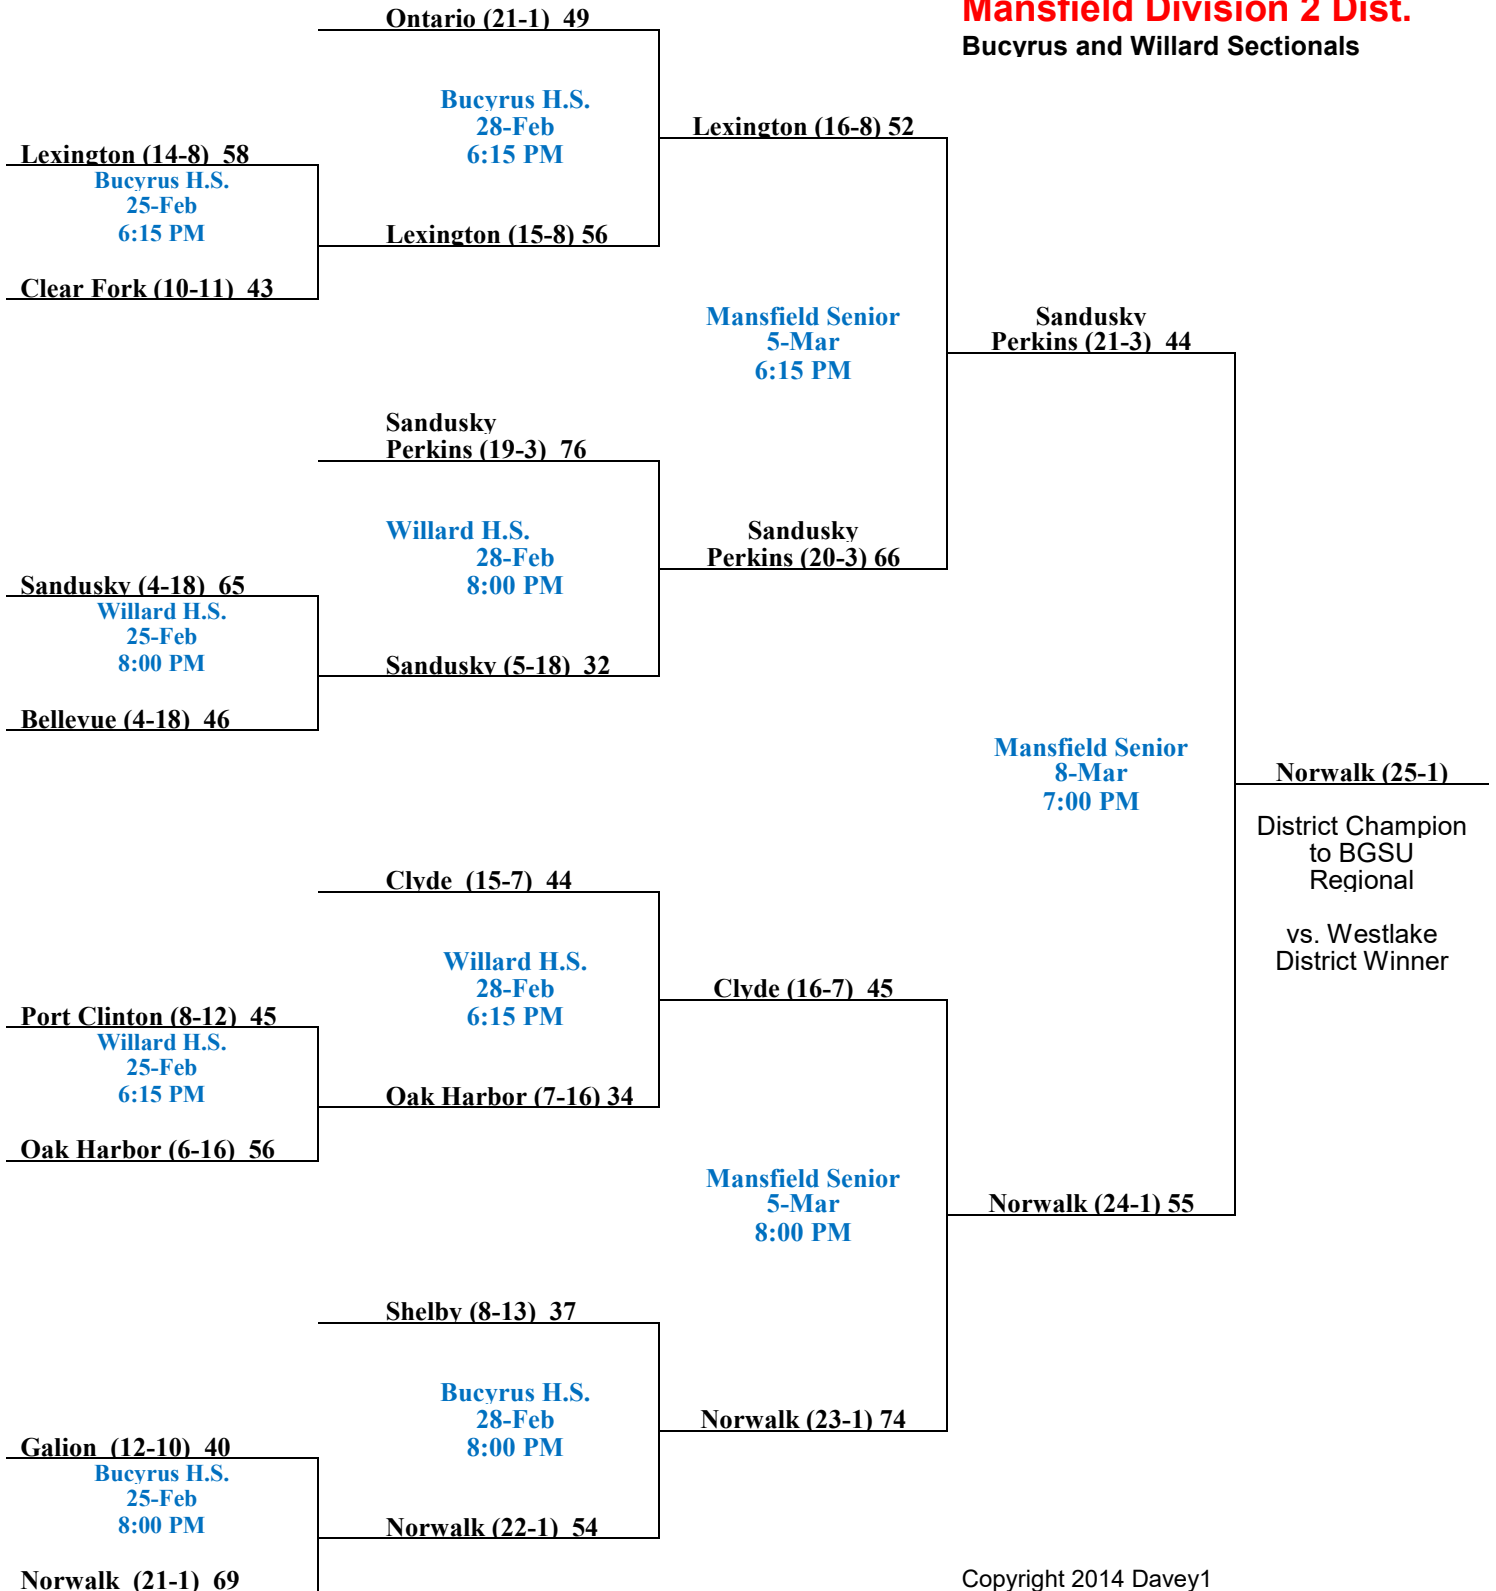 Mansfield Division 2 Dist.
Bucyrus and Willard Sectionals
Ontario (21-1)  49
Bucyrus H.S.
28-Feb
6:15 PM
Lexington (16-8) 52
Lexington (14-8)  58
Bucyrus H.S.
25-Feb
6:15 PM
Lexington (15-8) 56
Clear Fork (10-11)  43
Mansfield Senior
5-Mar
6:15 PM
Sandusky
Perkins (21-3)  44
Sandusky
Perkins (19-3)  76
Willard H.S.
28-Feb
8:00 PM
Sandusky
Perkins (20-3) 66
Sandusky (4-18)  65
Willard H.S.
25-Feb
8:00 PM
Sandusky (5-18)  32
Bellevue (4-18)  46
Mansfield Senior
8-Mar
7:00 PM
Norwalk (25-1)
District Champion
to BGSU
Regional
vs. Westlake
District Winner
Clyde  (15-7)  44
Willard H.S.
28-Feb
6:15 PM
Clyde (16-7)  45
Port Clinton (8-12)  45
Willard H.S.
25-Feb
6:15 PM
Oak Harbor (7-16) 34
Oak Harbor (6-16)  56
Mansfield Senior
5-Mar
8:00 PM
Norwalk (24-1) 55
Shelby (8-13)  37
Bucyrus H.S.
28-Feb
8:00 PM
Norwalk (23-1) 74
Galion  (12-10)  40
Bucyrus H.S.
25-Feb
8:00 PM
Norwalk (22-1)  54
Norwalk  (21-1)  69
Copyright 2014 Davey1